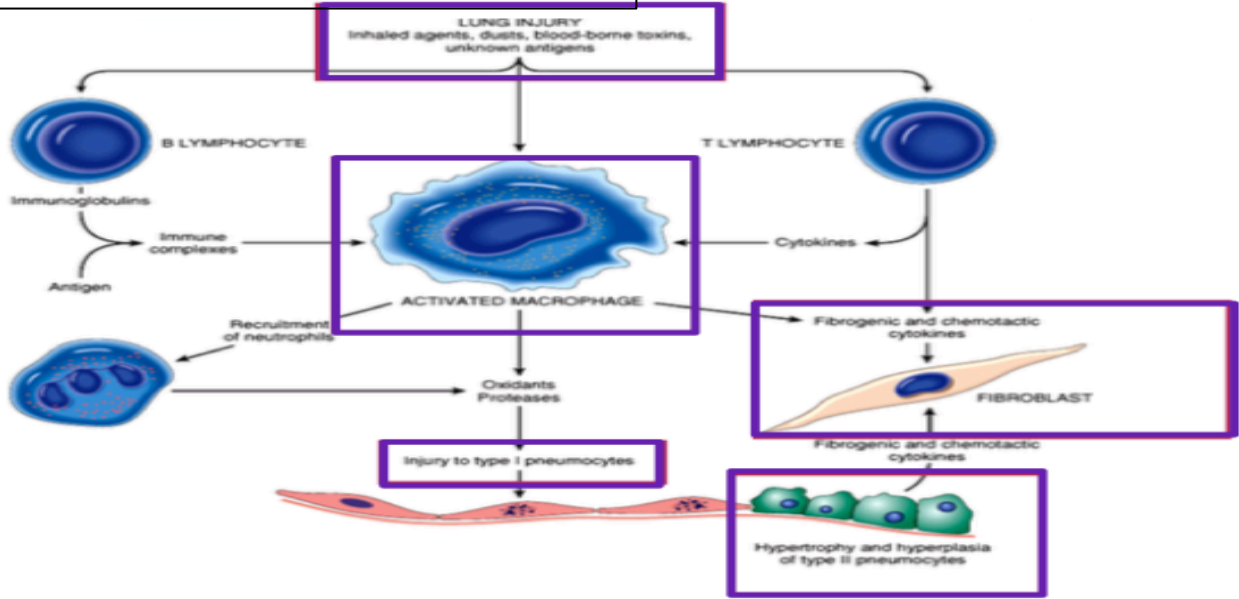 LUNG INJURY
Inhaled agents, dusts, blood-borne toxins,
unknown antigens
B LYMPHOCYTE
T LYMPHOCYTE
Immunoglobulins
Immune
complexes
Cytokines
Antigen
ACTIVATED MACROPHAGE
Recruitment
of neutrophils
Fibrogenic and chemotactic
cytokines
Oxidants
Proteases
FIBROBLAST
Fibrogenic and chemotactic
cytokines
Injury to type I pneumocytes
Hypertrophy and hyperplasia
of type II pneumocytes